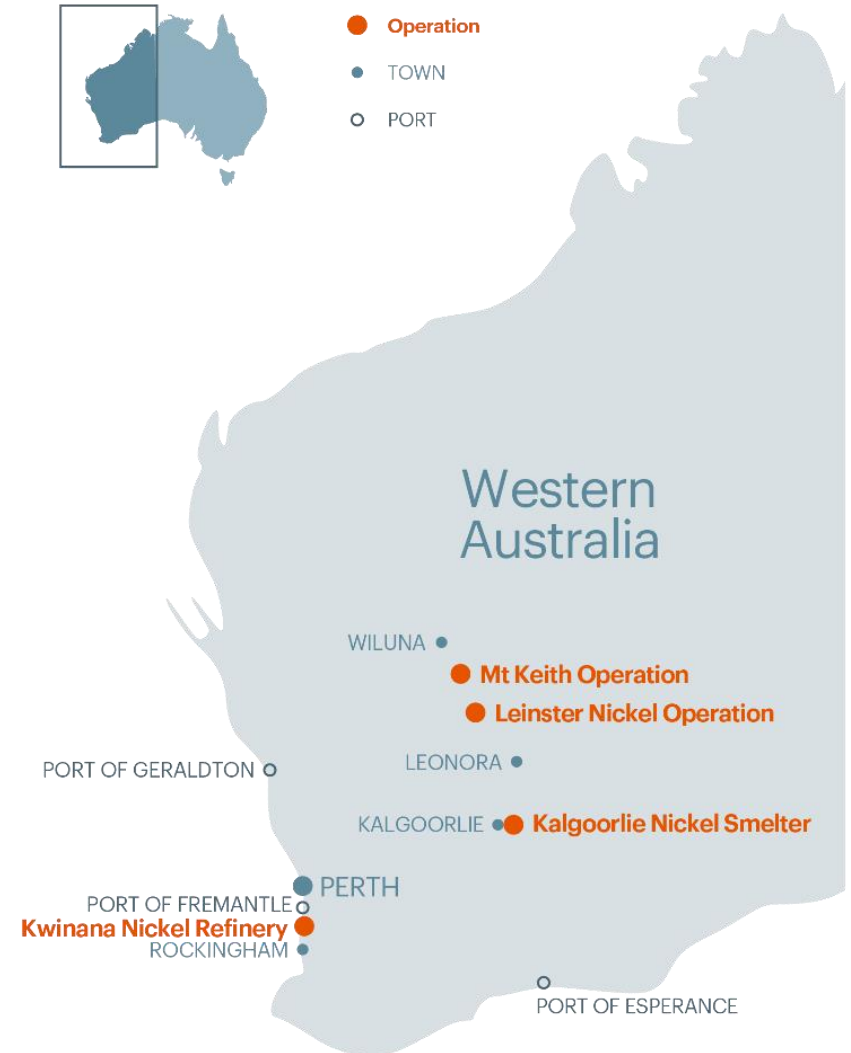 Operation
TOWN
PORT
Western
Australia
WILUNA
Mt Keith Operation
Leinster Nickel Operation
LEONORA
PORT OF GERALDTON
KALGOORLIE
Kalgoorlie Nickel Smelter
PERTH
PORT OF FREMANTLE
Kwinana Nickel Refinery
ROCKINGHAM
PORT OF ESPERANCE